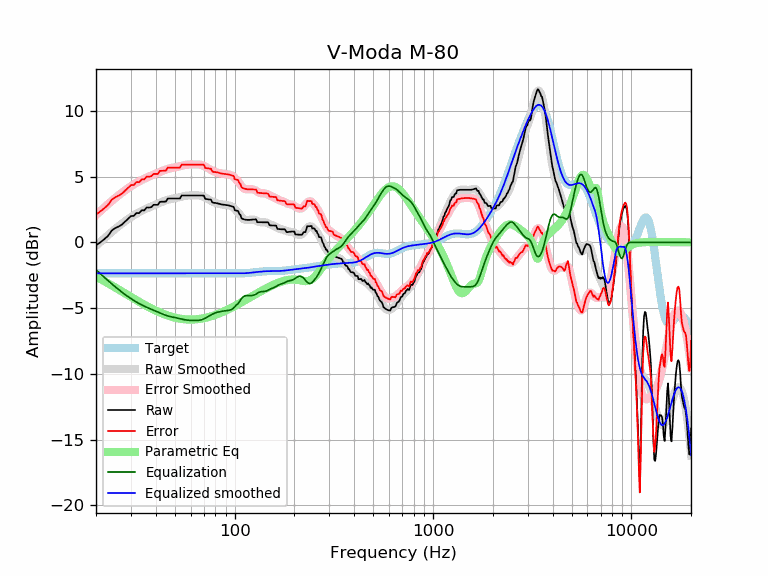 V-Moda M-80
Amplitude (dBr)
10
5
0
−5
−10
−15
−20
Target
Raw Smoothed
Error Smoothed
Raw
Error
Parametric Eq
Equalization
Equalized smoothed
100 1000 10000
Frequency (Hz)